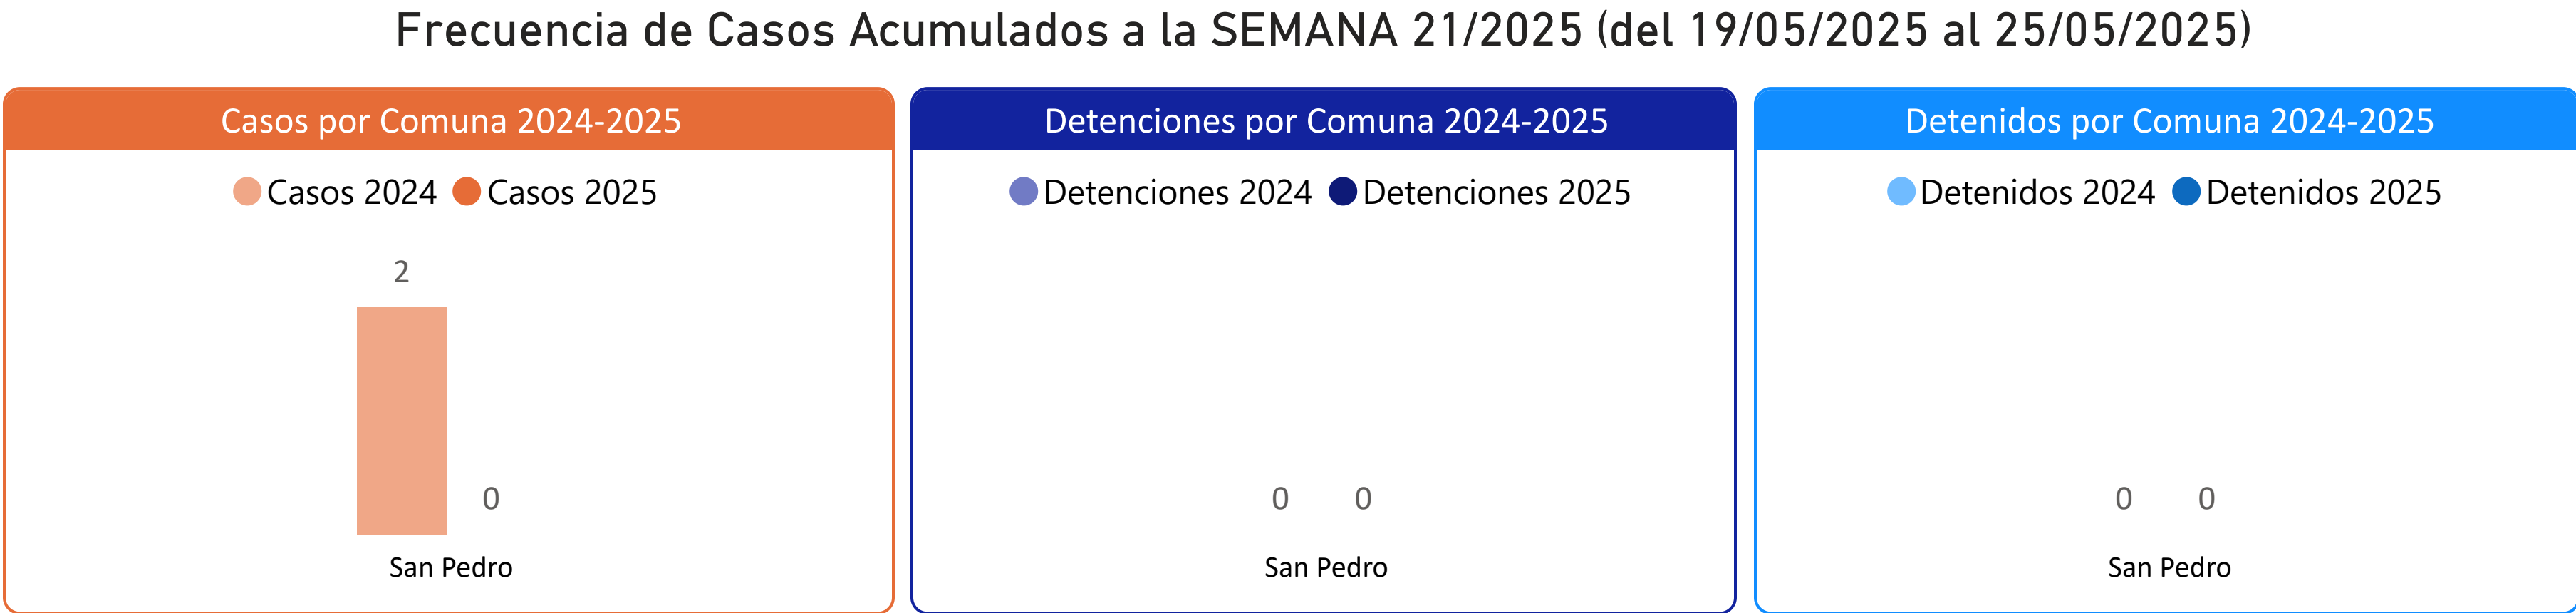 Frecuencia de Casos Acumulados a la SEMANA 21/2025 (del 19/05/2025 al 25/05/2025)
Casos por Comuna 2024-2025
Casos 2024 Casos 2025
2
0
San Pedro
Detenciones por Comuna 2024-2025
Detenciones 2024 Detenciones 2025
0 0
San Pedro
Detenidos por Comuna 2024-2025
Detenidos 2024 Detenidos 2025
0 0
San Pedro